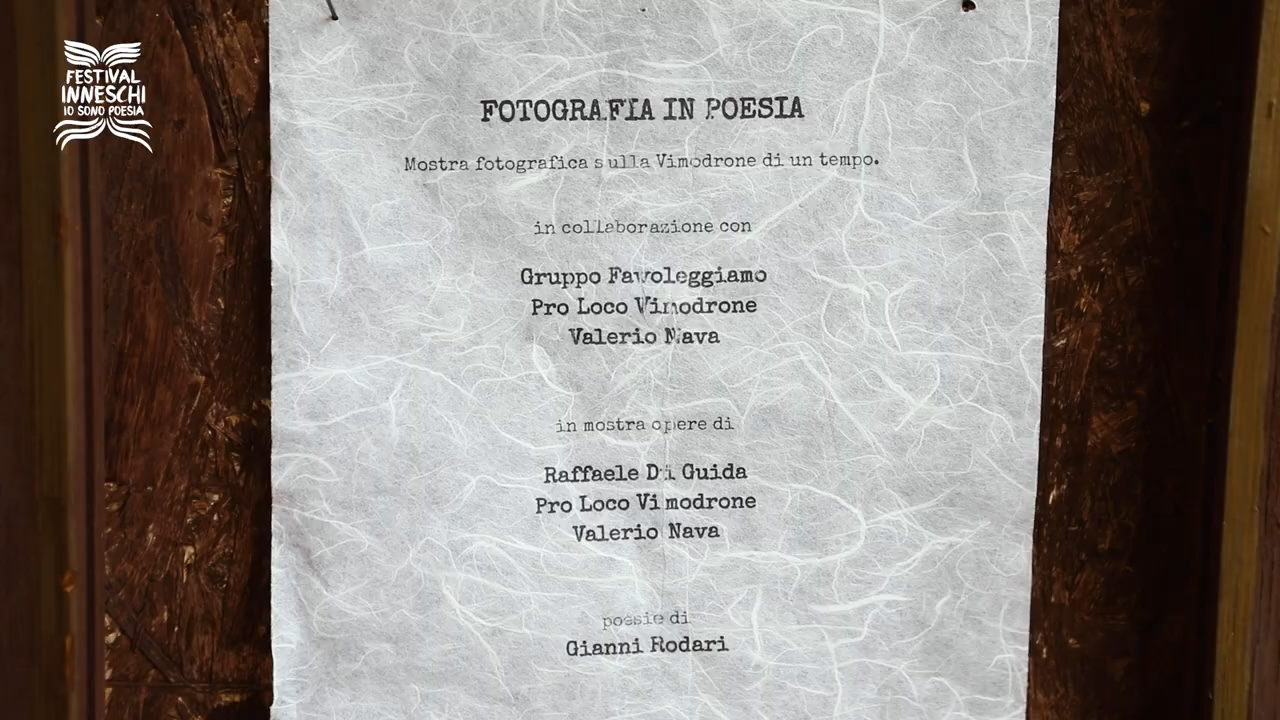 FESTIVAL
INNESCHI
IO SONO POESIA
FOTOGRAFIA IN POESIA
Mostra fotografica sulla Vimodrone di un tempo.
in collaborazione con
Gruppo Favoleggiamo
Pro Loco Vimodrone
Valerio Nava
in mostra opere di
Raffaele Di Guida
Pro Loco Vimodrone
Valerio Nava
poesie di
Gianni Rodari